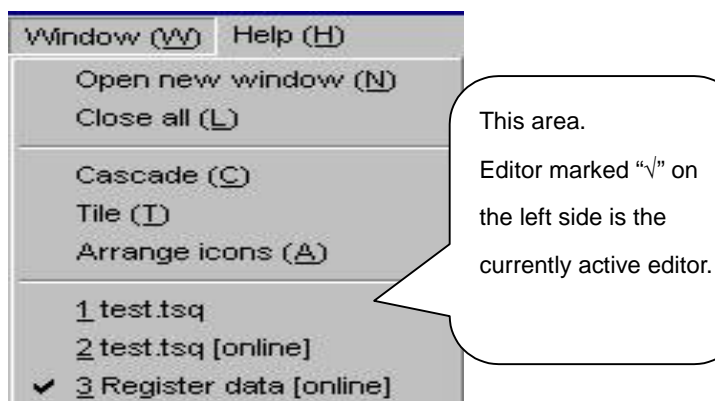 Window (W) Help (H)
Open new window (N)
Close all (L)
Cascade (C)
Tile (T)
Arrange icons (A)
1 test.tsq
2 test.tsq [online]
✔ 3 Register data [online]
This area.
Editor marked “√” on
the left side is the
currently active editor.